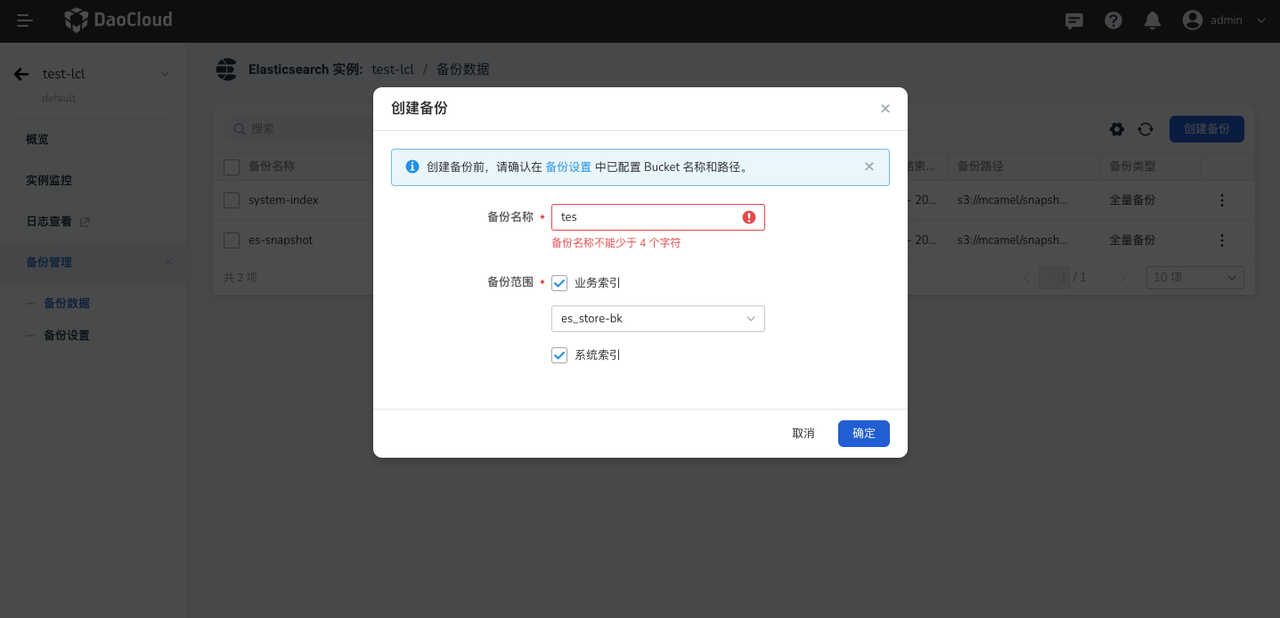 DaoCloud
admin
test-lcl
default
概览
实例监控
日志查看
备份管理
备份数据
备份设置
Elasticsearch 实例: test-lcl / 备份数据
搜索
创建备份
备份名称 结束... 备份路径 备份类型
system-index - 20... s3://mcamel/snapsh... 全量备份
es-snapshot - 20... s3://mcamel/snapsh... 全量备份
共 2 项 1 / 1 10 项
创建备份
创建备份前，请确认在 备份设置 中已配置 Bucket 名称和路径。
备份名称 • tes
备份名称不能少于 4 个字符
备份范围 • 业务索引
es_store-bk
系统索引
取消 确定